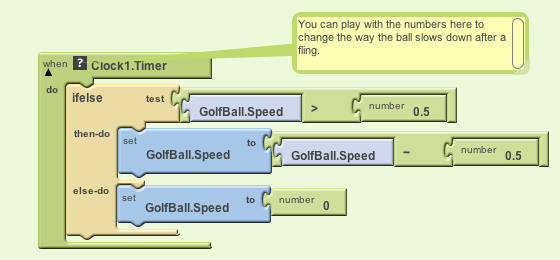 You can play with the numbers here to
change the way the ball slows down after a
fling.
when ? Clock1.Timer
do
ifelse test GolfBall.Speed > number 0.5
then-do set GolfBall.Speed to GolfBall.Speed − number 0.5
else-do set GolfBall.Speed to number 0